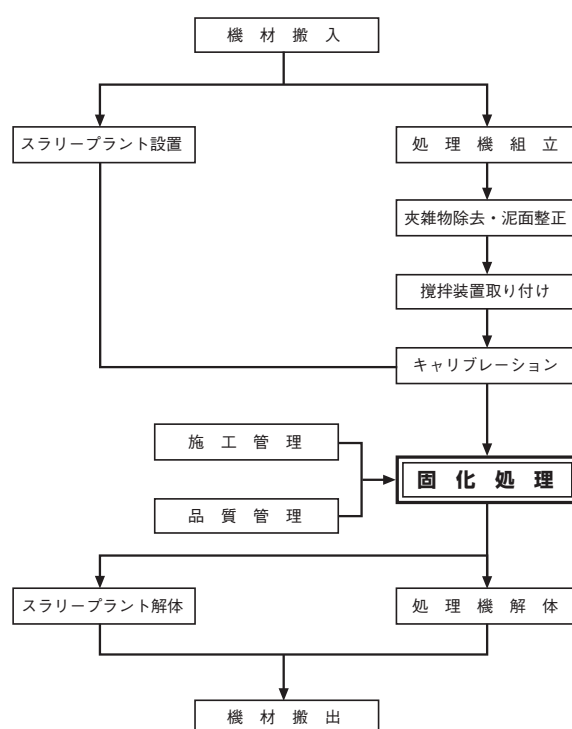 機材搬入
スラリープラント設置
処理機組立
夾雑物除去・泥面整正
撹拌装置取り付け
キャリブレーション
施工管理
固化処理
品質管理
スラリープラント解体
処理機解体
機材搬出